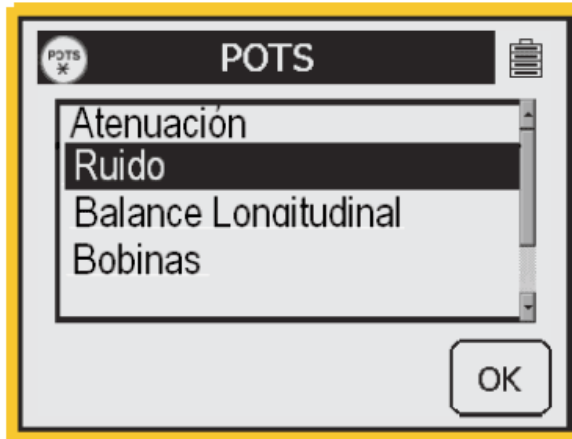 POTS
*
POTS
Atenuación
Ruido
Balance Longitudinal
Bobinas
OK